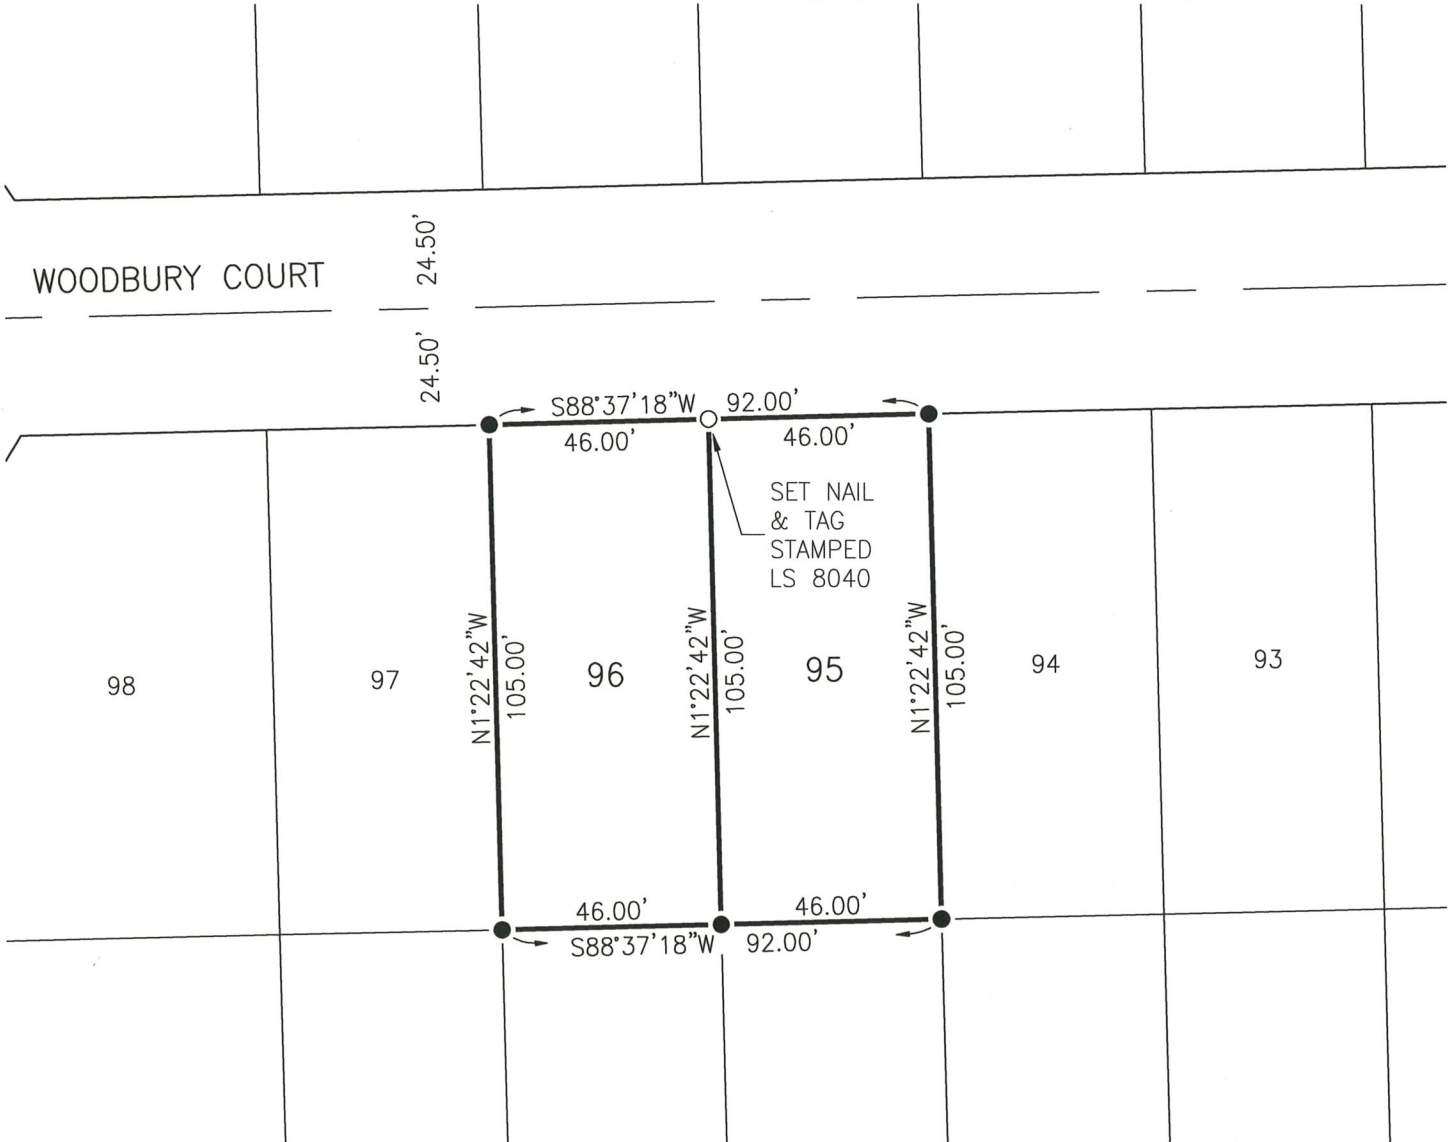 24.50'
WOODBURY COURT
24.50'
S88°37'18"W 92.00'
46.00' 46.00'
SET NAIL
& TAG
STAMPED
LS 8040
N1°22'42"W
105.00'
N1°22'42"W
105.00'
N1°22'42"W
105.00'
98
97
96
95
94
93
46.00' 46.00'
S88°37'18"W 92.00'